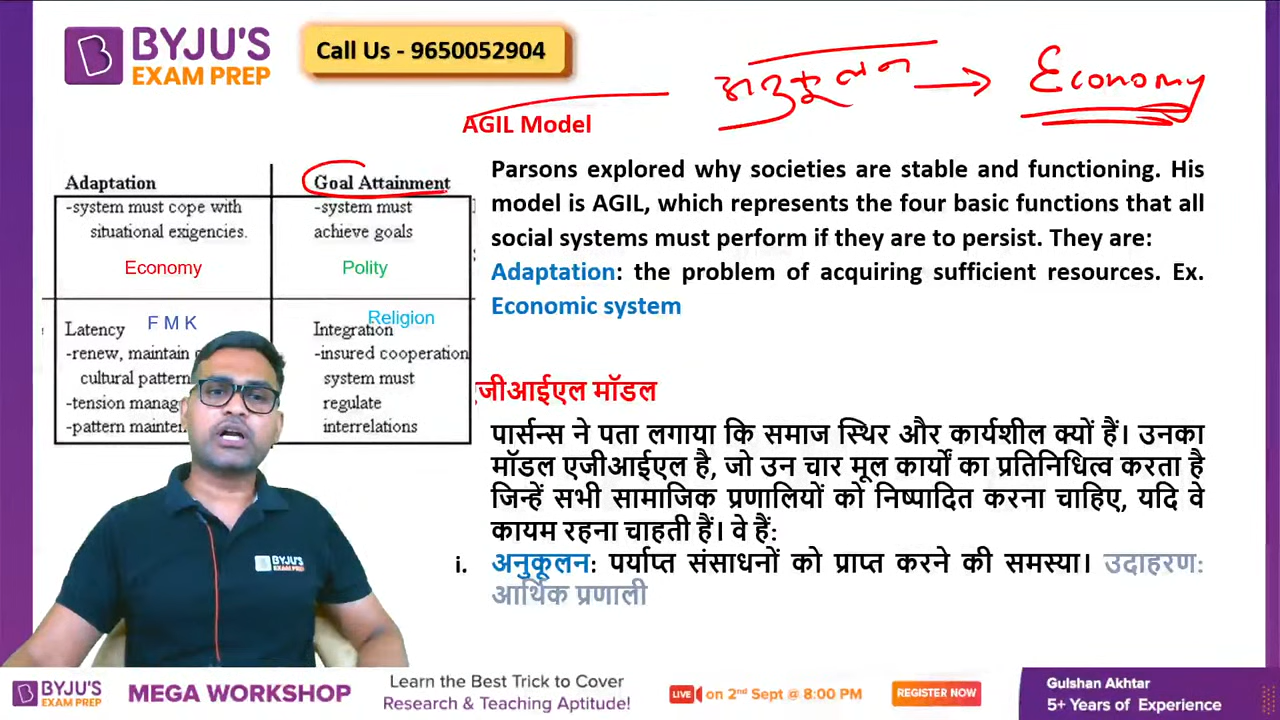 BYJU'S
EXAM PREP
Call Us - 9650052904
अनुकूलन → Economy
AGIL Model
Adaptation
Goal Attainment
-system must cope with
situational exigencies.
-system must
achieve goals
Economy
Polity
Latency
F M K
Religion
Integration
-renew, maintain
cultural pattern
-tension manag
-pattern mainten
-insured cooperation
system must
regulate
interrelations
Parsons explored why societies are stable and functioning. His
model is AGIL, which represents the four basic functions that all
social systems must perform if they are to persist. They are:
Adaptation: the problem of acquiring sufficient resources. Ex.
Economic system
एजीआईएल मॉडल
पार्सन्स ने पता लगाया कि समाज स्थिर और कार्यशील क्यों हैं। उनका
मॉडल एजीआईएल है, जो उन चार मूल कार्यों का प्रतिनिधित्व करता है
जिन्हें सभी सामाजिक प्रणालियों को निष्पादित करना चाहिए, यदि वे
कायम रहना चाहती हैं। वे हैं:
i. अनुकूलन: पर्याप्त संसाधनों को प्राप्त करने की समस्या। उदाहरण:
आर्थिक प्रणाली
BYJU'S
EXAM PREP
BYJU'S
EXAM PREP
MEGA WORKSHOP
Learn the Best Trick to Cover
Research & Teaching Aptitude!
LIVE on 2nd Sept @ 8:00 PM
REGISTER NOW
Gulshan Akhtar
5+ Years of Experience